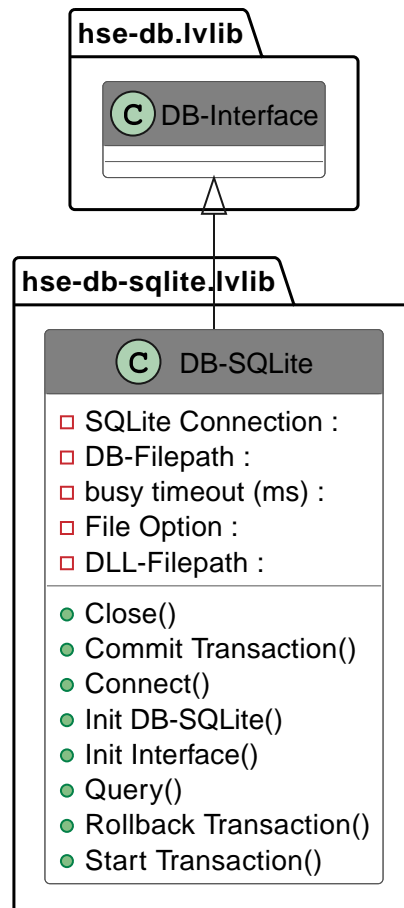 hse-db.lvlib
C DB-Interface
hse-db-sqlite.lvlib
C DB-SQLite
SQLite Connection :
DB-Filepath :
busy timeout (ms) :
File Option :
DLL-Filepath :
Close()
Commit Transaction()
Connect()
Init DB-SQLite()
Init Interface()
Query()
Rollback Transaction()
Start Transaction()